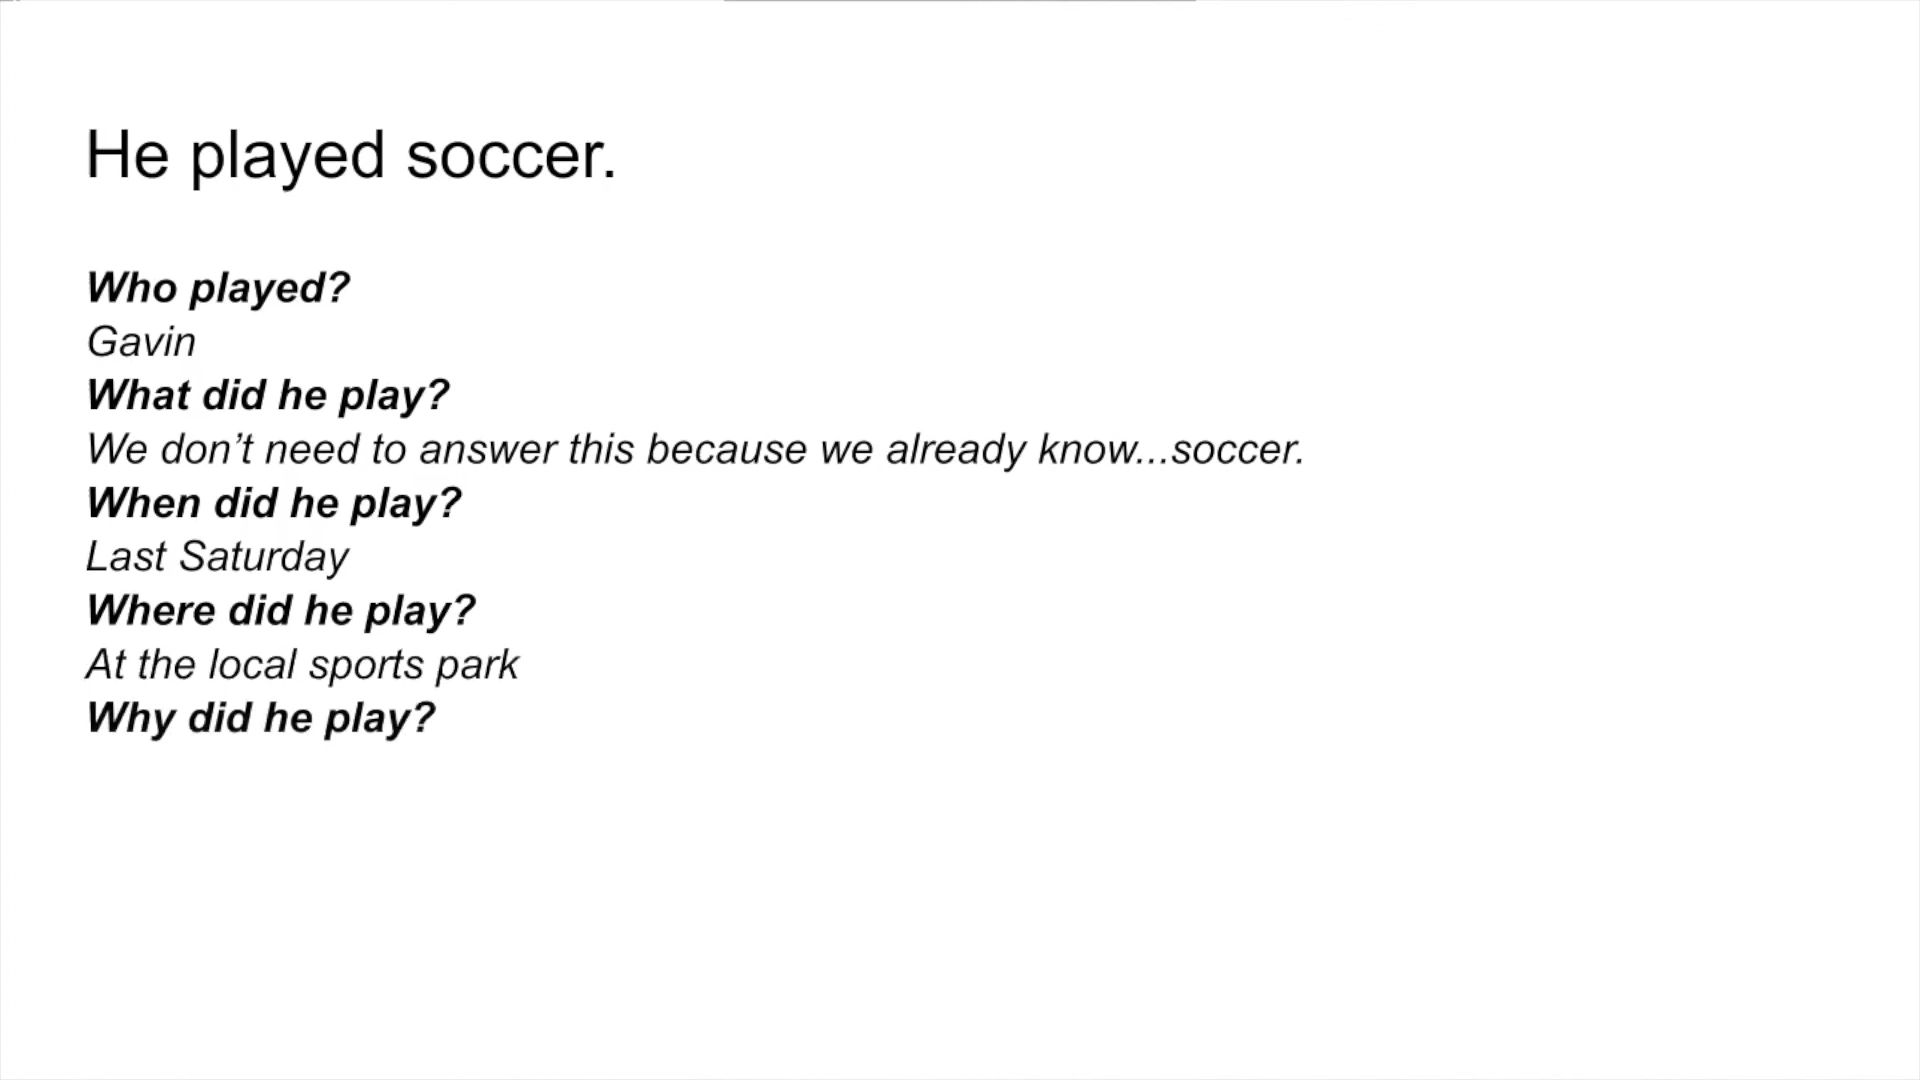 He played soccer.
Who played?
Gavin
What did he play?
We don’t need to answer this because we already know...soccer.
When did he play?
Last Saturday
Where did he play?
At the local sports park
Why did he play?